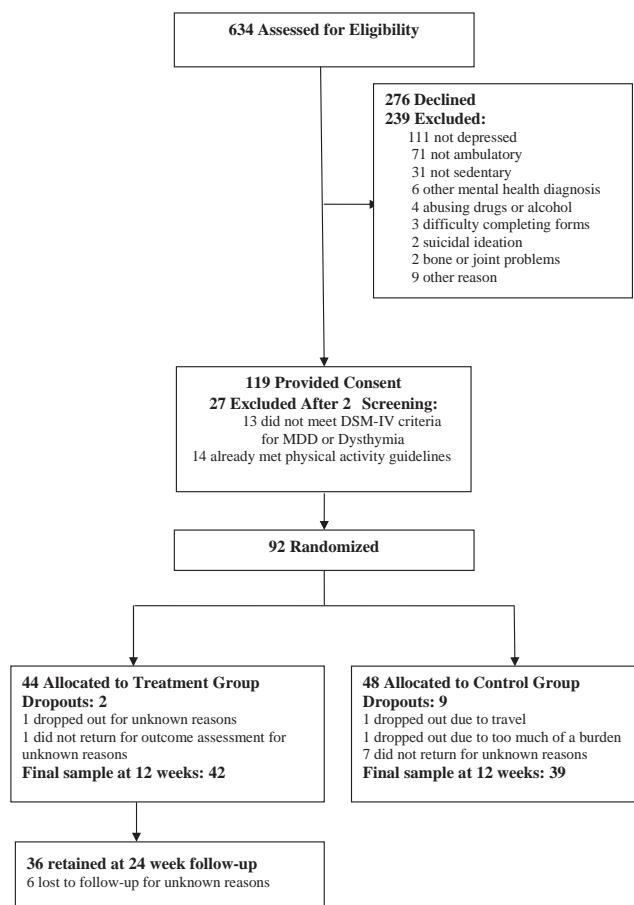 634 Assessed for Eligibility
276 Declined
239 Excluded:
111 not depressed
71 not ambulatory
31 not sedentary
6 other mental health diagnosis
4 abusing drugs or alcohol
3 difficulty completing forms
2 suicidal ideation
2 bone or joint problems
9 other reason
119 Provided Consent
27 Excluded After 2 Screening:
13 did not meet DSM-IV criteria
for MDD or Dysthymia
14 already met physical activity guidelines
92 Randomized
44 Allocated to Treatment Group
Dropouts: 2
1 dropped out for unknown reasons
1 did not return for outcome assessment for
unknown reasons
Final sample at 12 weeks: 42
48 Allocated to Control Group
Dropouts: 9
1 dropped out due to travel
1 dropped out due to too much of a burden
7 did not return for unknown reasons
Final sample at 12 weeks: 39
36 retained at 24 week follow-up
6 lost to follow-up for unknown reasons